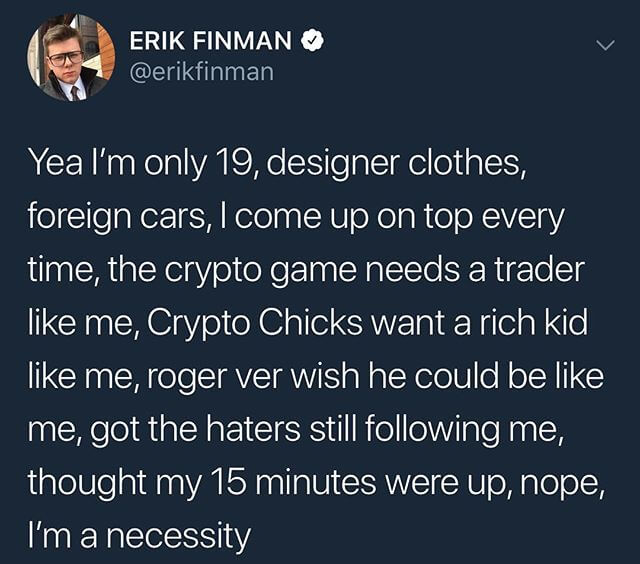 ERIK FINMAN
@erikfinman
Yea I'm only 19, designer clothes,
foreign cars, I come up on top every
time, the crypto game needs a trader
like me, Crypto Chicks want a rich kid
like me, roger ver wish he could be like
me, got the haters still following me,
thought my 15 minutes were up, nope,
I'm a necessity